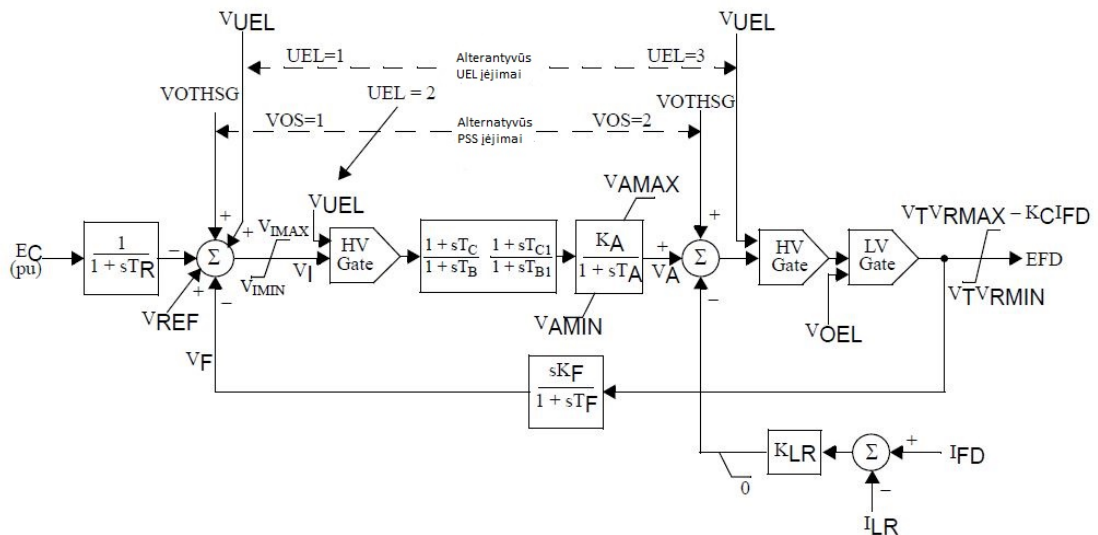 VUEL
VUEL
UEL=1
Alterantyvūs
UEL jėjimai
UEL=3
VOTHSG
UEL = 2
VOTHSG
VOS=1
Alternatyvūs
PSS jėjimai
VOS=2
VUEL
VAMAX
VTVRMAX – KCIFD
+
+
VIMAX
+
EC
(pu)
1
1 + sTR
–
Σ
VI
HV
Gate
1 + sTC
1 + sTB
1 + sTC1
1 + sTB1
KA
1 + sTA
+
VA
Σ
HV
Gate
LV
Gate
EFD
VIMIN
VTVRMIN
+
–
VREF
VAMIN
–
VOEL
VF
sKF
1 + sTF
KLR
Σ
+
IFD
0
–
ILR